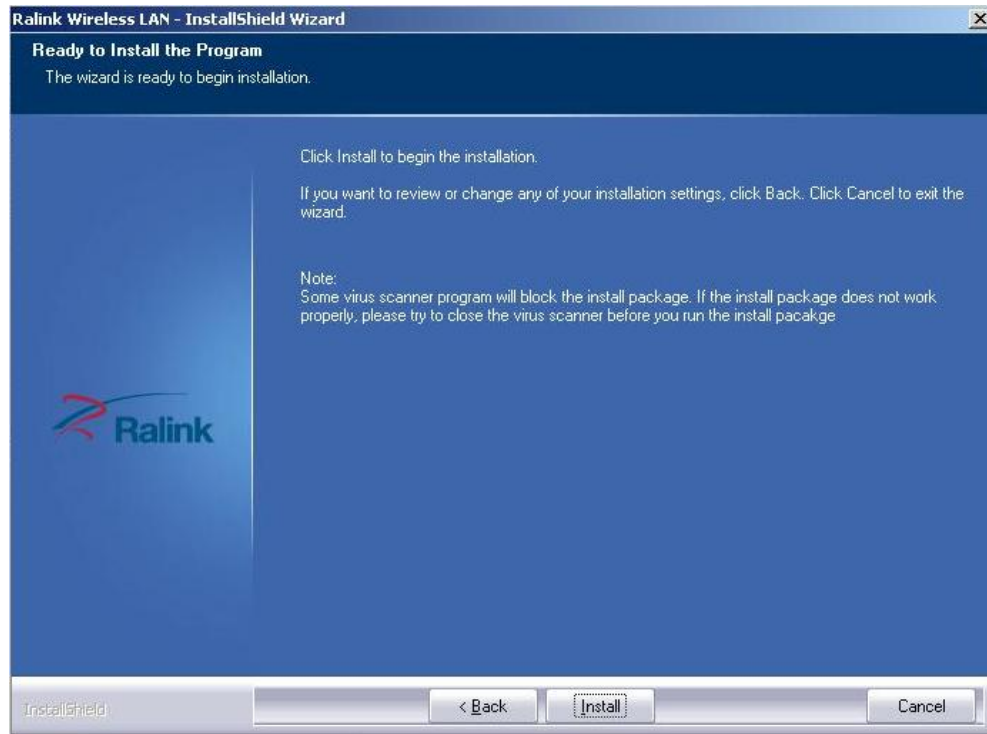 Ralink Wireless LAN - InstallShield Wizard
Ready to Install the Program
The wizard is ready to begin installation.
Click Install to begin the installation.
If you want to review or change any of your installation settings, click Back. Click Cancel to exit the
wizard.
Note:
Some virus scanner program will block the install package. If the install package does not work
properly, please try to close the virus scanner before you run the install pacakge
Ralink
InstallShield
< Back
Install
Cancel